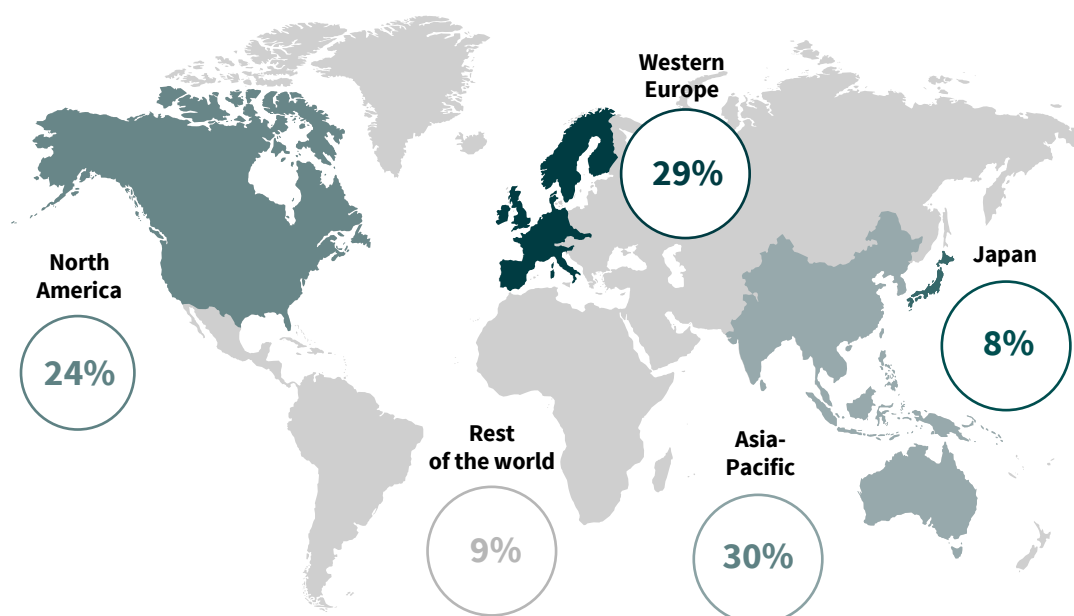 Western
Europe
29%
North
America
24%
Japan
8%
Rest
of the world
9%
Asia-
Pacific
30%